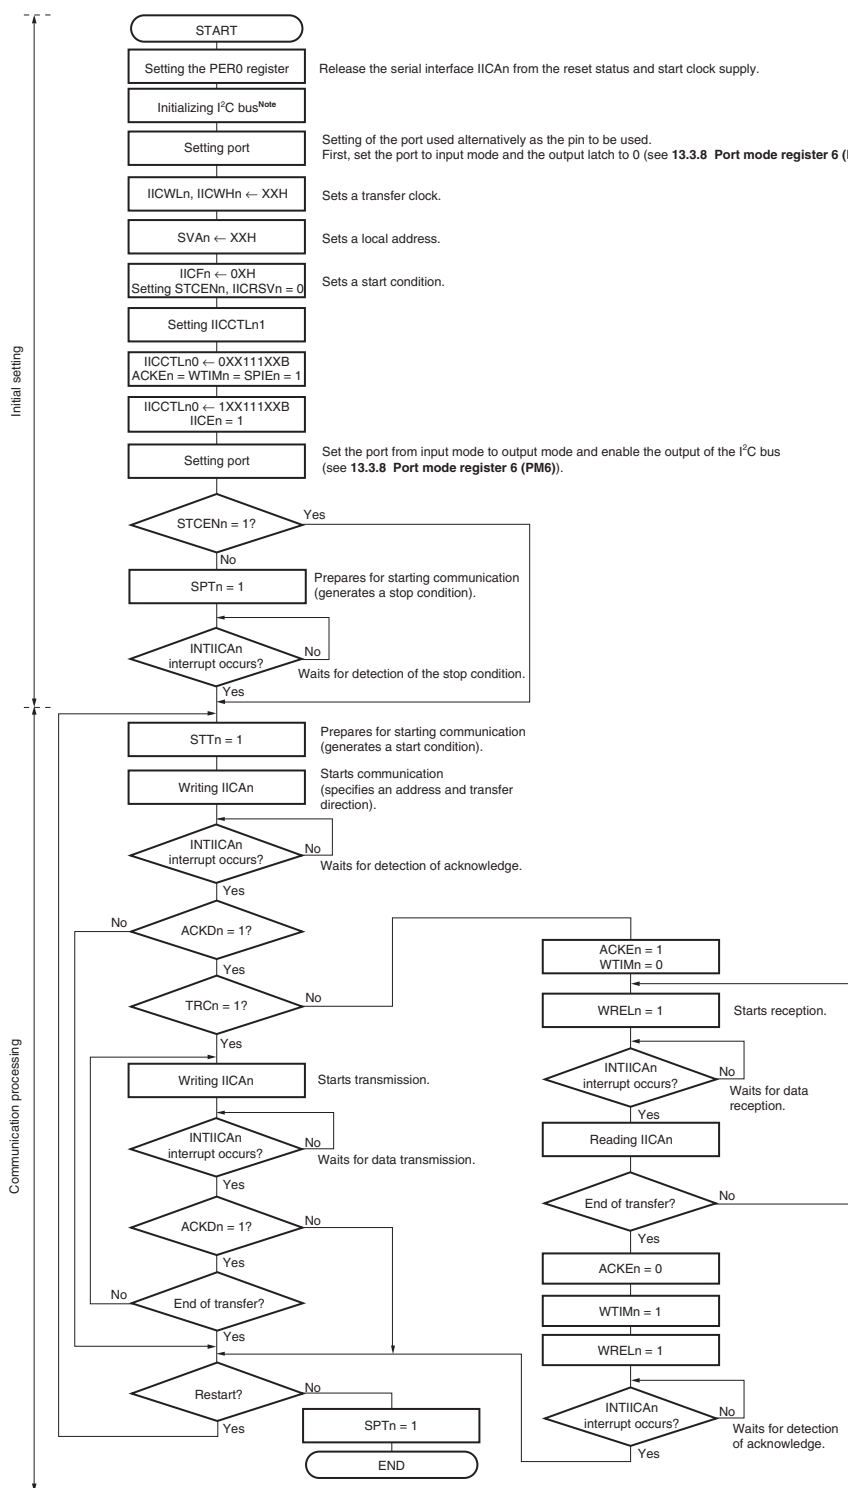 START
Setting the PER0 register
Release the serial interface IICAn from the reset status and start clock supply.
Initializing I²C busNote
Setting port
Setting of the port used alternatively as the pin to be used.
First, set the port to input mode and the output latch to 0 (see 13.3.8 Port mode register 6 (
IICWLn, IICWHn ← XXH
Sets a transfer clock.
SVAn ← XXH
Sets a local address.
IICFn ← 0XH
Setting STCENn, IICRSVn = 0
Sets a start condition.
Setting IICCTLn1
IICCTLn0 ← 0XX111XXB
ACKEn = WTIMn = SPIEn = 1
IICCTLn0 ← 1XX111XXB
IICEn = 1
Setting port
Set the port from input mode to output mode and enable the output of the I²C bus
(see 13.3.8 Port mode register 6 (PM6)).
Initial setting
STCENn = 1?
Yes
No
SPTn = 1
Prepares for starting communication
(generates a stop condition).
INTIICAn
interrupt occurs?
No
Waits for detection of the stop condition.
Yes
STTn = 1
Prepares for starting communication
(generates a start condition).
Writing IICAn
Starts communication
(specifies an address and transfer
direction).
INTIICAn
interrupt occurs?
No
Waits for detection of acknowledge.
Yes
No
ACKDn = 1?
Yes
TRCn = 1?
No
Yes
Communication processing
Writing IICAn
Starts transmission.
INTIICAn
interrupt occurs?
No
Waits for data transmission.
Yes
ACKDn = 1?
No
Yes
No
End of transfer?
Yes
Restart?
No
Yes
SPTn = 1
END
ACKEn = 1
WTIMn = 0
WRELn = 1
Starts reception.
INTIICAn
interrupt occurs?
No
Waits for data
reception.
Yes
Reading IICAn
End of transfer?
No
Yes
ACKEn = 0
WTIMn = 1
WRELn = 1
INTIICAn
interrupt occurs?
No
Waits for detection
of acknowledge.
Yes